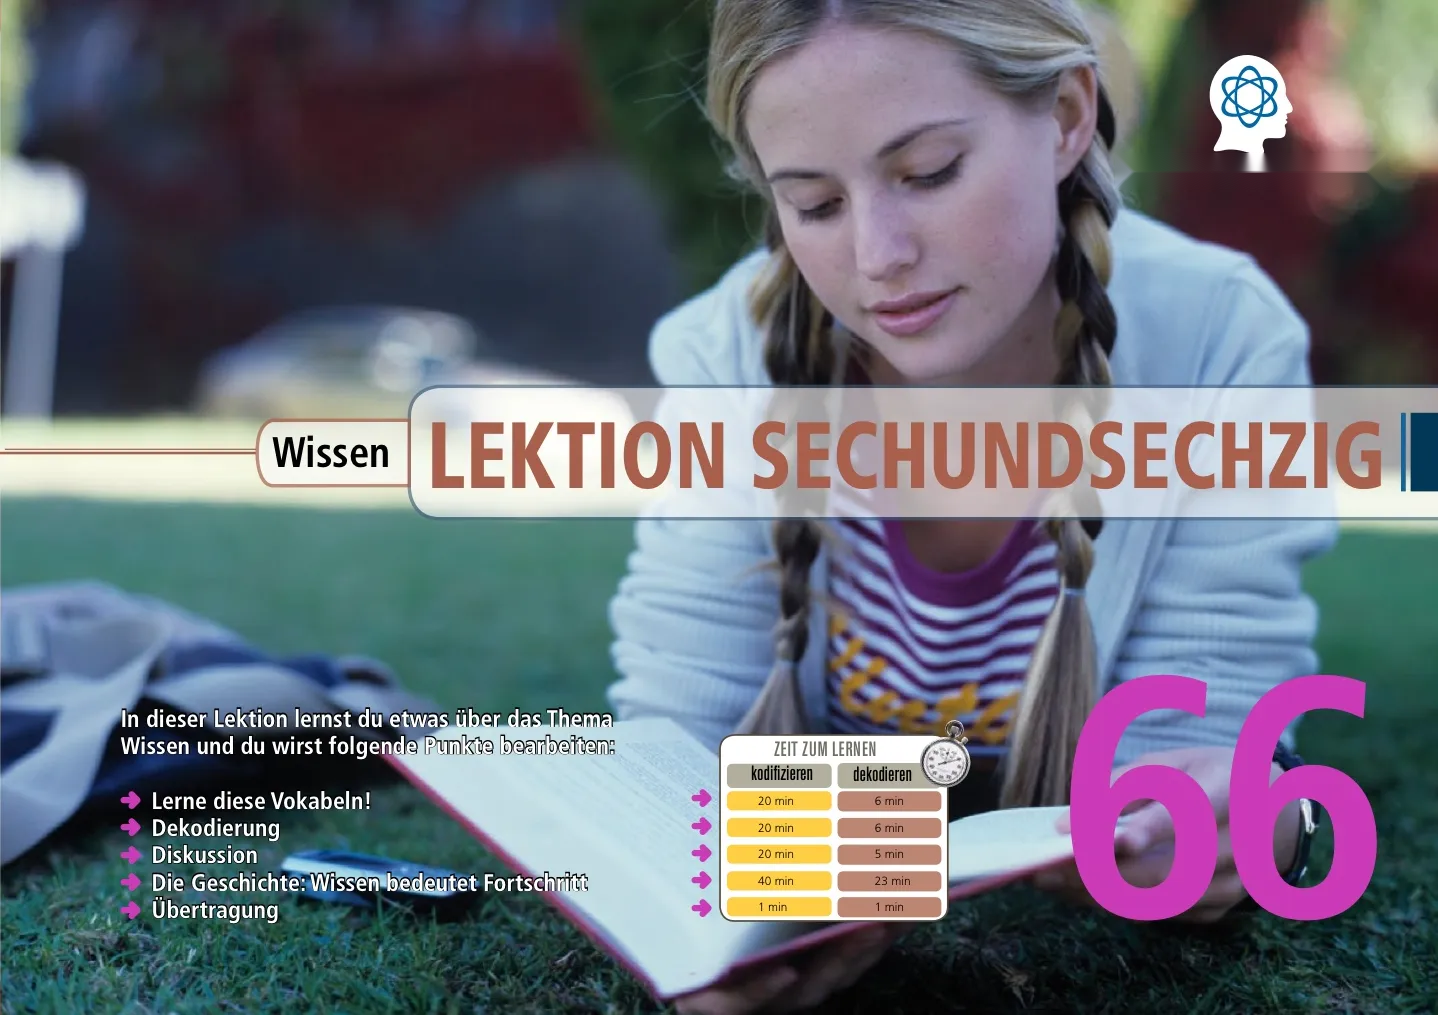 Wissen
LEKTION SECHUNDSECHZIG
In dieser Lektion lernst du etwas über das Thema
Wissen und du wirst folgende Punkte bearbeiten:
Lerne diese Vokabeln!
Dekodierung
Diskussion
Die Geschichte: Wissen bedeutet Fortschritt
Übertragung
ZEIT ZUM LERNEN
kodifizieren dekodieren
20 min 6 min
20 min 6 min
20 min 5 min
40 min 23 min
1 min 1 min
66